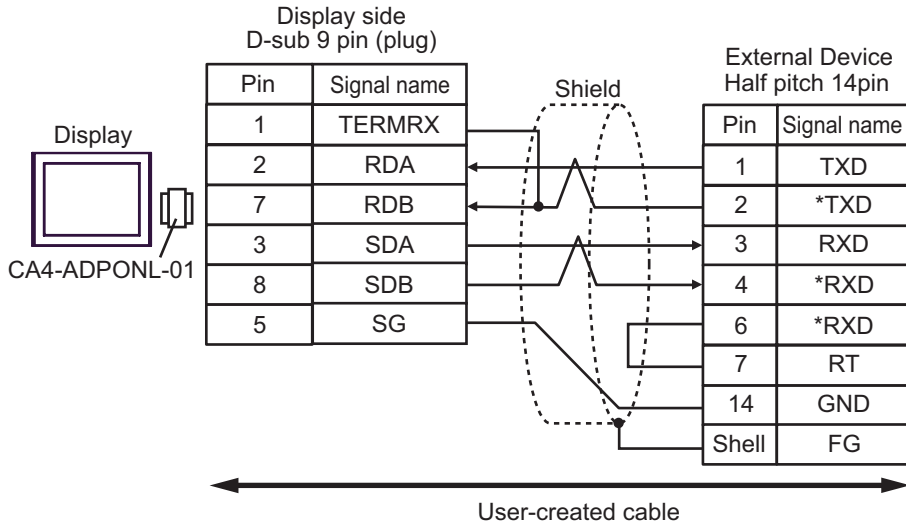 Display side
D-sub 9 pin (plug)
Pin Signal name
1 TERMRX
2 RDA
7 RDB
3 SDA
8 SDB
5 SG
Display
CA4-ADPONL-01
Shield
External Device
Half pitch 14pin
Pin Signal name
1 TXD
2 *TXD
3 RXD
4 *RXD
6 *RXD
7 RT
14 GND
Shell FG
User-created cable